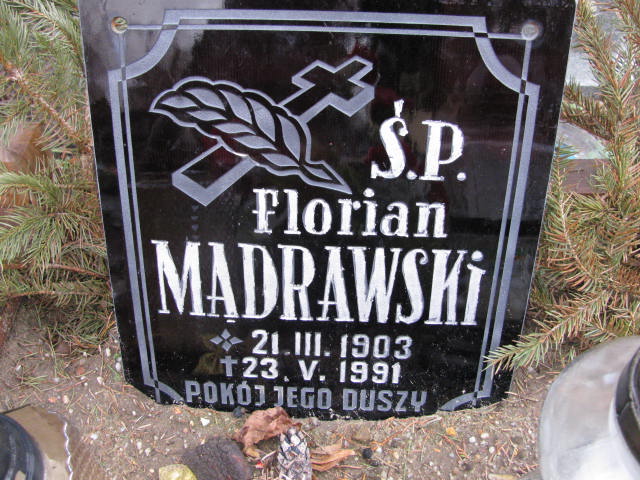 Ś.P.
Florian
MĄDRAWSKi
21 III. 1903
✝ 23. V. 1991
POKÓJ JEGO DUSZY